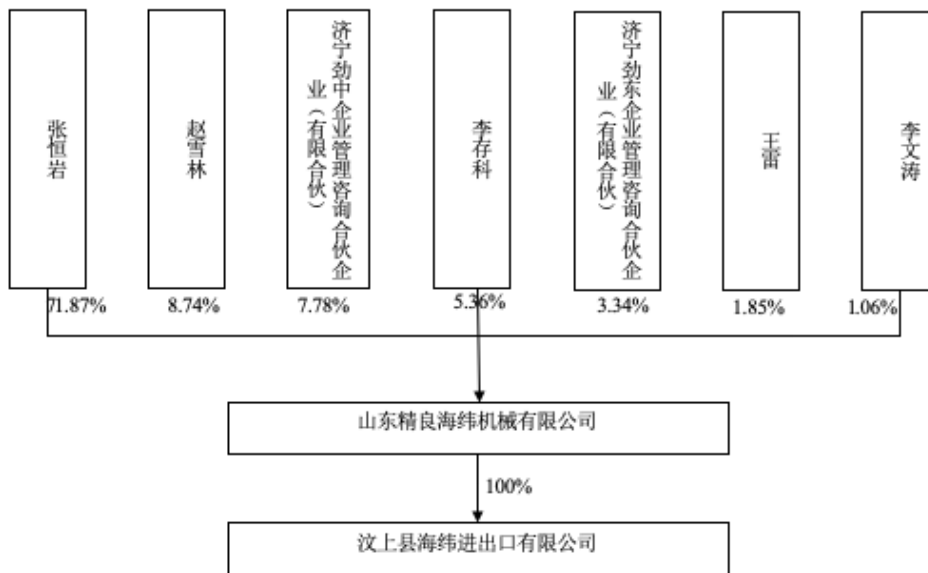 张恒岩
赵雪林
济宁劲中企业管理咨询合伙企
业（有限合伙）
李存科
济宁劲东企业管理咨询合伙企
业（有限合伙）
王雷
李文涛
71.87%
8.74%
7.78%
5.36%
3.34%
1.85%
1.06%
山东精良海纬机械有限公司
100%
汶上县海纬进出口有限公司